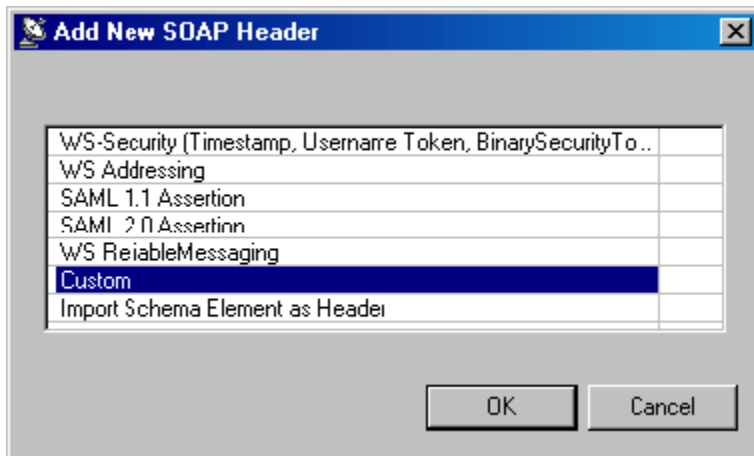 Add New SOAP Header
WS-Security (Timestamp, Username Token, BinarySecurityTo..
WS Addressing
SAML 1.1 Assertion
SAML 2.0 Assertion
WS ReliableMessaging
Custom
Import Schema Element as Header
OK
Cancel